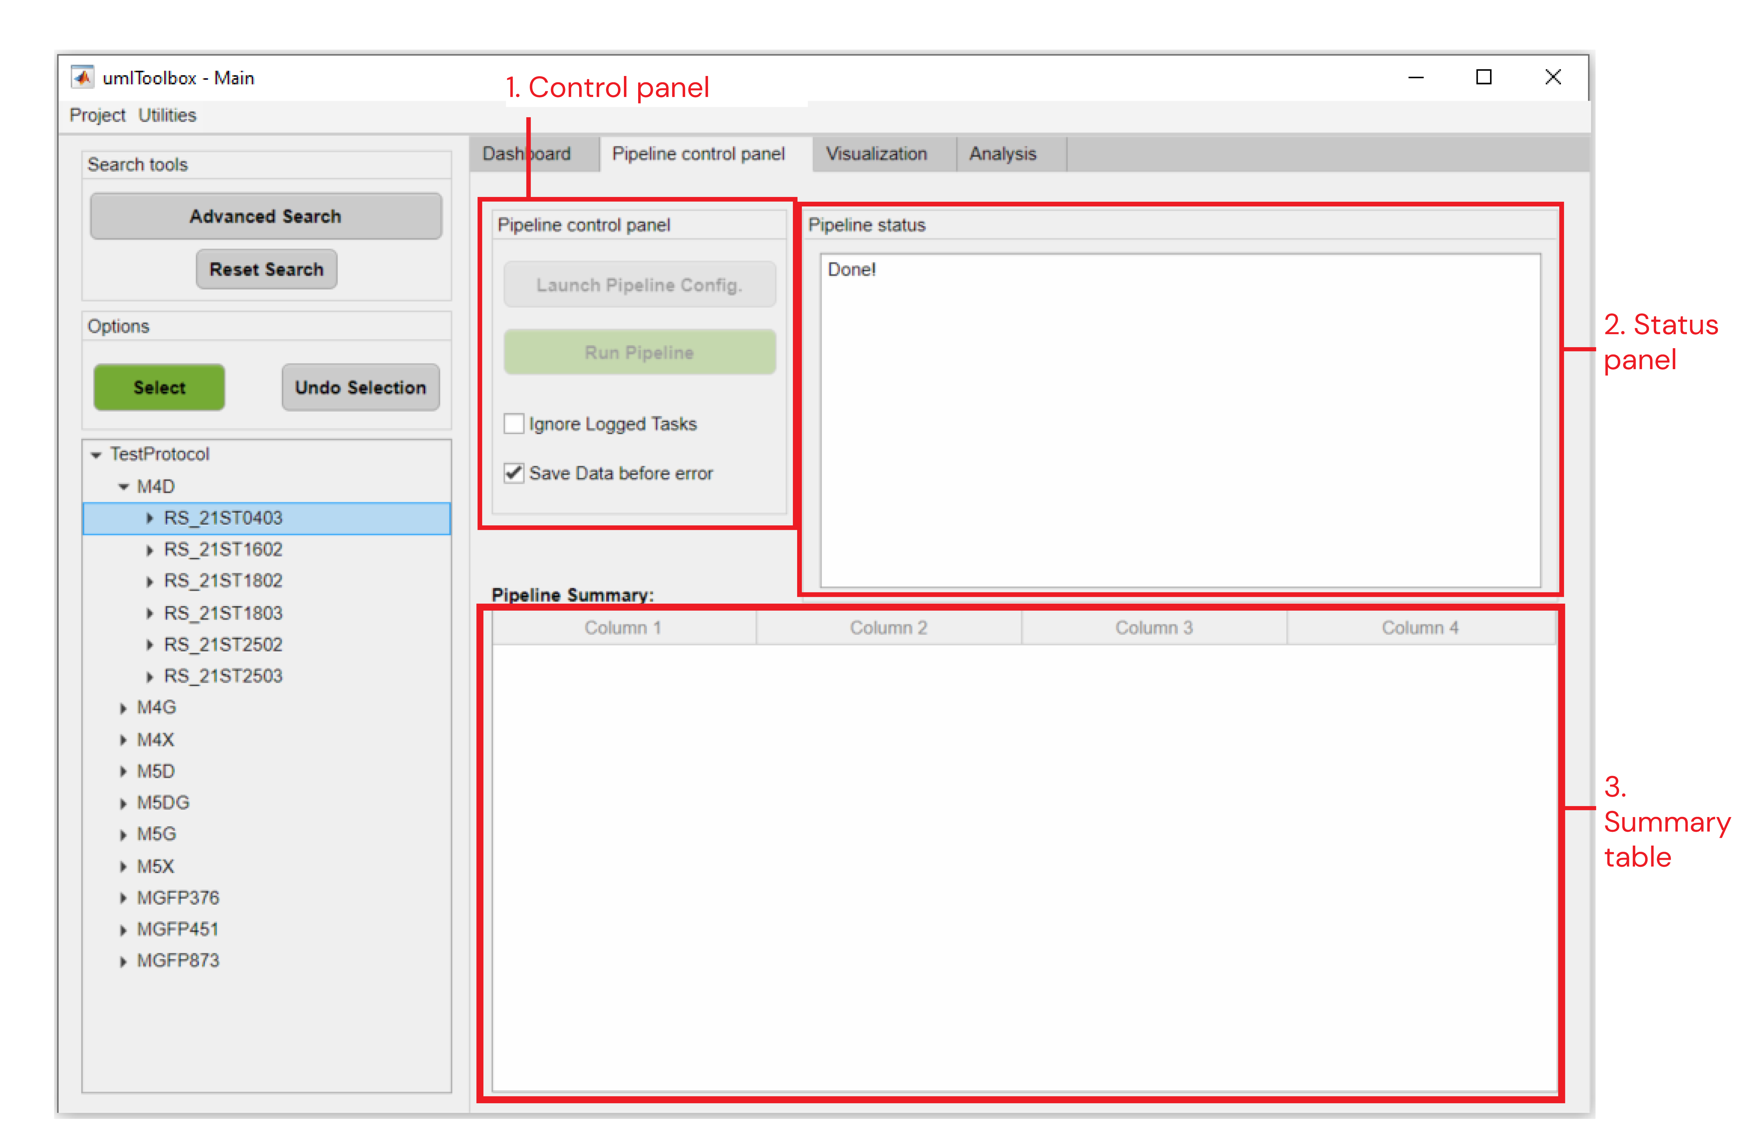 umIToolbox - Main
1. Control panel
Project Utilities
Search tools
Advanced Search
Reset Search
Options
Select Undo Selection
TestProtocol
M4D
RS_21ST0403
RS_21ST1602
RS_21ST1802
RS_21ST1803
RS_21ST2502
RS_21ST2503
M4G
M4X
M5D
M5DG
M5G
M5X
MGFP376
MGFP451
MGFP873
Dashboard Pipeline control panel Visualization Analysis
Pipeline control panel
Launch Pipeline Config.
Run Pipeline
Ignore Logged Tasks
Save Data before error
Pipeline status
Done!
2. Status
panel
Pipeline Summary:
Column 1 Column 2 Column 3 Column 4
3.
Summary
table